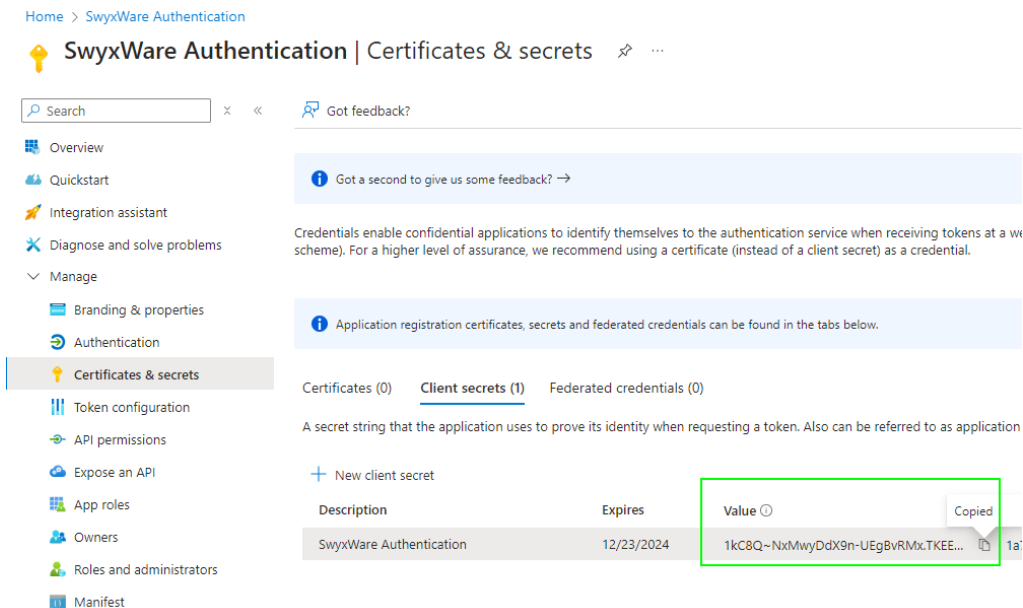 Home > SwyxWare Authentication
SwyxWare Authentication | Certificates & secrets
Search
Got feedback?
Overview
Got a second to give us some feedback?
Quickstart
Integration assistant
Diagnose and solve problems
Credentials enable confidential applications to identify themselves to the authentication service when receiving tokens at a we
scheme). For a higher level of assurance, we recommend using a certificate (instead of a client secret) as a credential.
Manage
Branding & properties
Application registration certificates, secrets and federated credentials can be found in the tabs below.
Authentication
Certificates & secrets
Certificates (0) Client secrets (1) Federated credentials (0)
Token configuration
A secret string that the application uses to prove its identity when requesting a token. Also can be referred to as application
API permissions
Expose an API
New client secret
App roles
Description Expires Value Copied
Owners
SwyxWare Authentication 12/23/2024 1kC8Q~NxMwyDdX9n-UEgBvRMx.TKEE... 1a7
Roles and administrators
Manifest